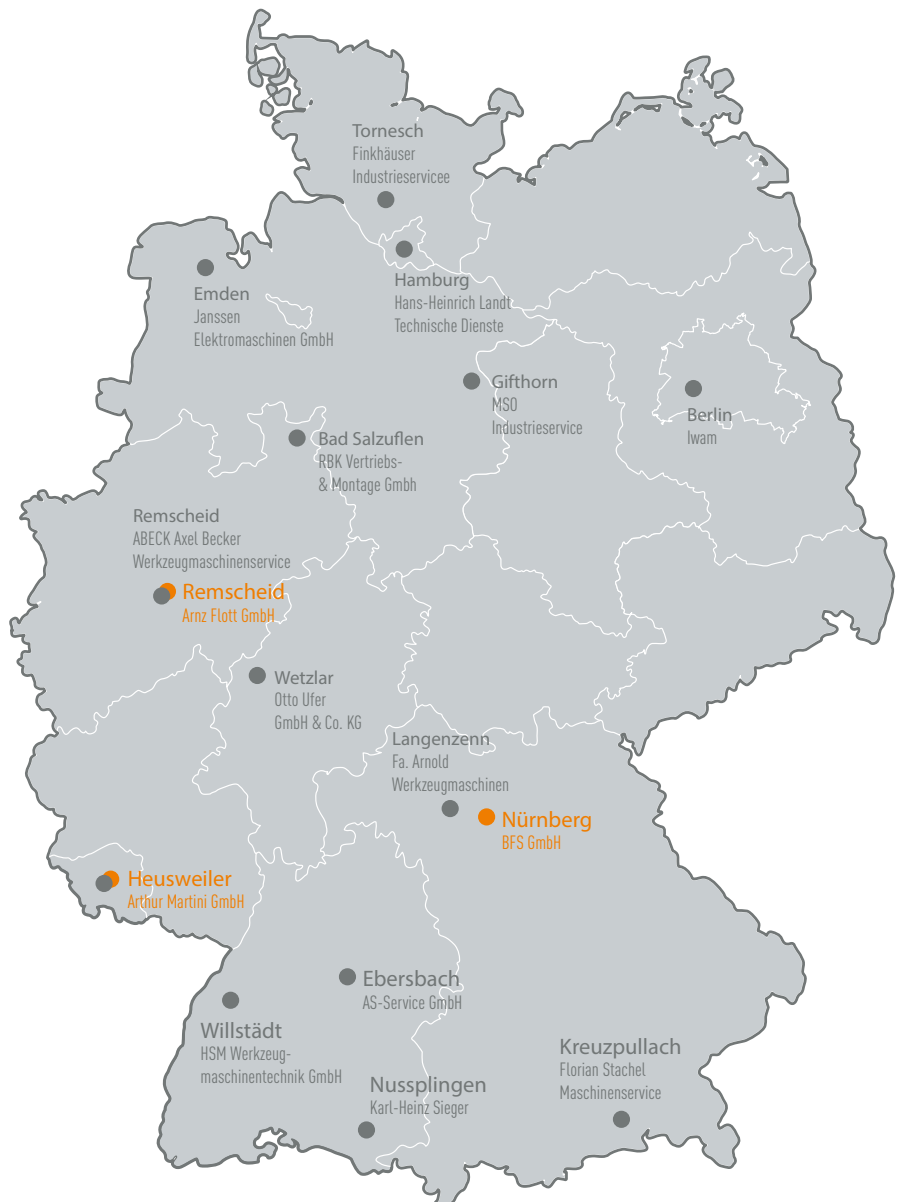 Tornesch
Finkhäuser
Industrieservicee
Hamburg
Hans-Heinrich Landt
Technische Dienste
Emden
Janssen
Elektromaschinen GmbH
Gifthorn
MSO
Industrieservice
Berlin
Iwam
Bad Salzuflen
RBK Vertriebs-
& Montage Gmbh
Remscheid
ABECK Axel Becker
Werkzeugmaschinenservice
Remscheid
Arnz Flott GmbH
Wetzlar
Otto Ufer
GmbH & Co. KG
Langenzenn
Fa. Arnold
Werkzeugmaschinen
Nürnberg
BFS GmbH
Heusweiler
Arthur Martini GmbH
Ebersbach
AS-Service GmbH
Willstädt
HSM Werkzeug-
maschinentechnik GmbH
Nussplingen
Karl-Heinz Sieger
Kreuzpullach
Florian Stachel
Maschinenservice